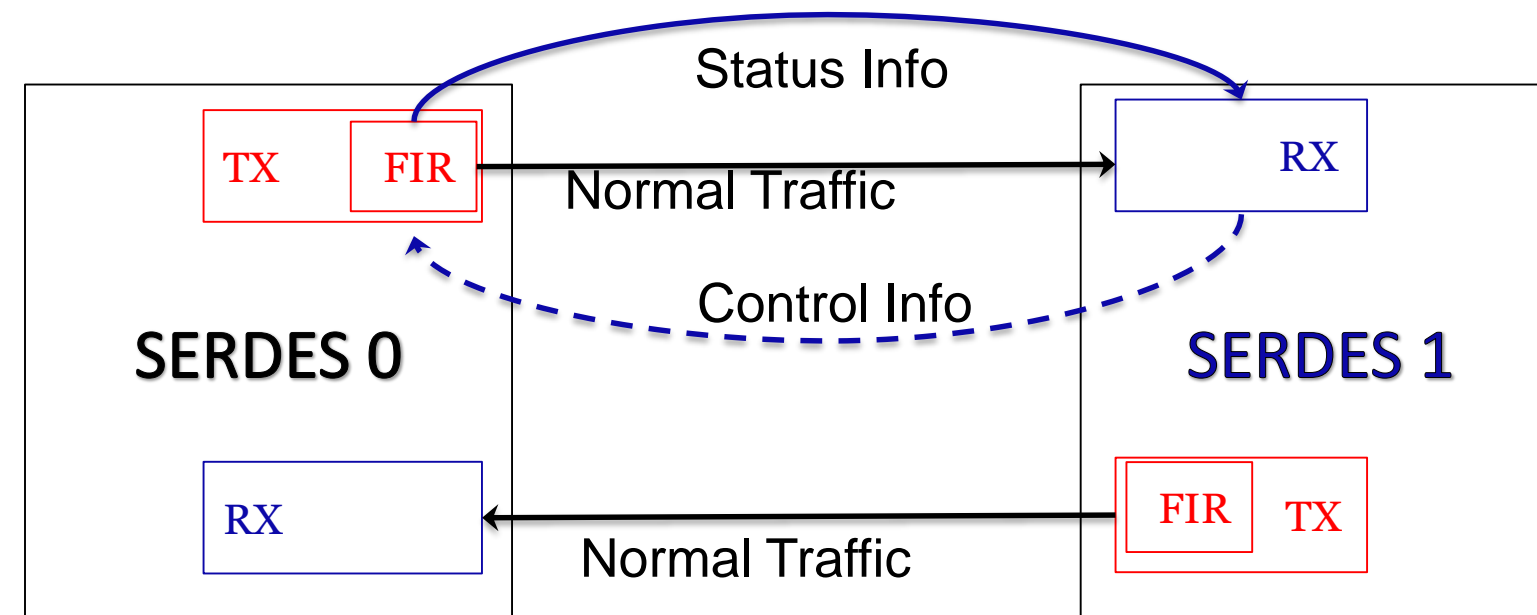 Status Info
TX FIR
RX
Normal Traffic
Control Info
SERDES 0
SERDES 1
RX
FIR TX
Normal Traffic